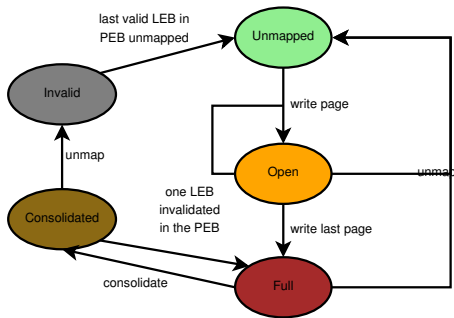 last valid LEB in
PEB unmapped
Unmapped
Invalid
write page
unmap
Open
unmap
one LEB
invalidated
in the PEB
Consolidated
write last page
consolidate
Full